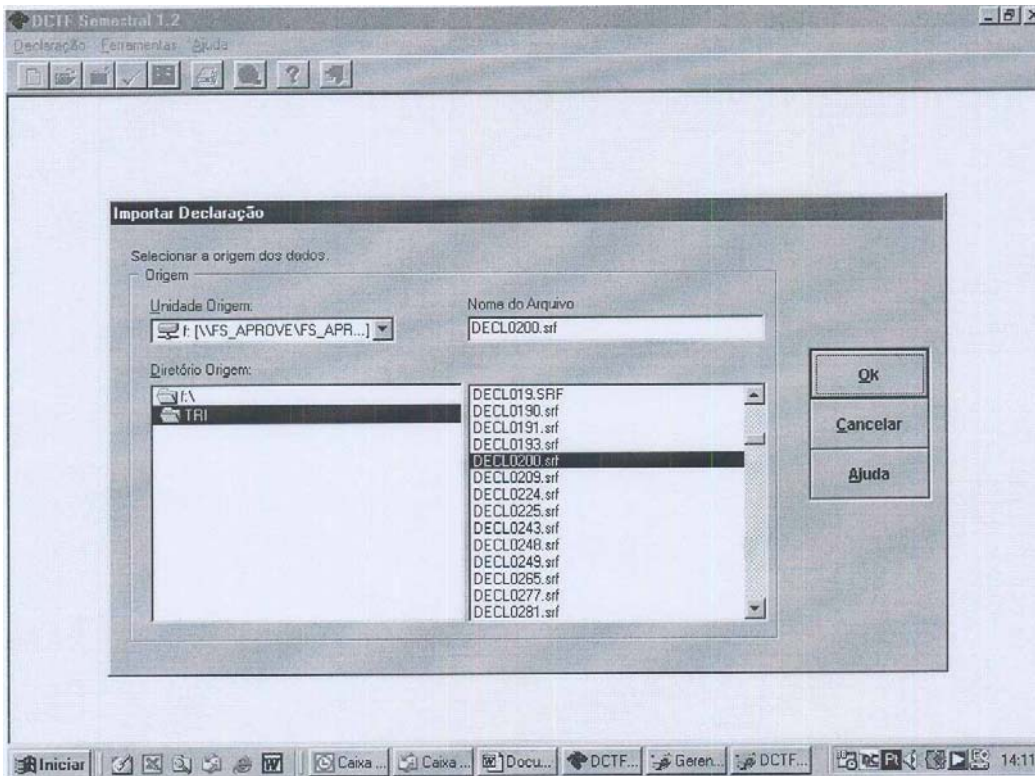 DCTF Semestral 1.2
Declaração Ferramentas Ajuda
Importar Declaração
Selecionar a origem dos dados.
Origem
Unidade Origem:
f: [\\FS_APROVE\FS_APR...]
Nome do Arquivo
DECL0200.srf
Diretório Origem:
f:\
TRI
DECL019.SRF
DECL0190.srf
DECL0191.srf
DECL0193.srf
DECL0200.srf
DECL0209.srf
DECL0224.srf
DECL0225.srf
DECL0243.srf
DECL0248.srf
DECL0249.srf
DECL0265.srf
DECL0277.srf
DECL0281.srf
Ok
Cancelar
Ajuda
Iniciar
Caixa ...
Caixa ...
Docu...
DCTF...
Geren...
DCTF...